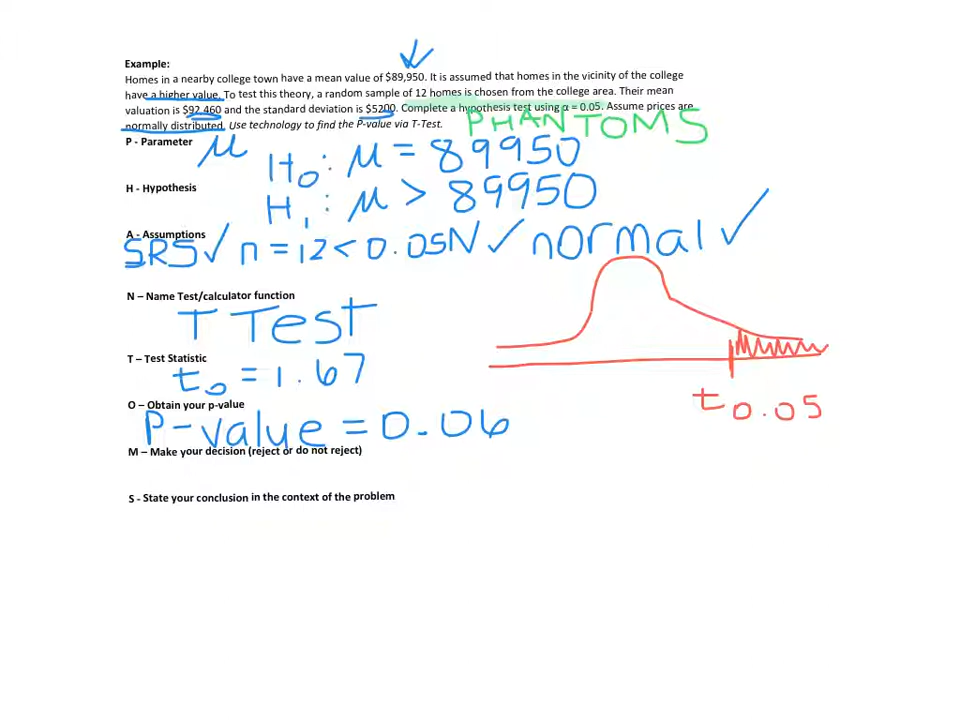 Example:
Homes in a nearby college town have a mean value of $89,950. It is assumed that homes in the vicinity of the college
have a higher value. To test this theory, a random sample of 12 homes is chosen from the college area. Their mean
valuation is $92,460 and the standard deviation is $5200. Complete a hypothesis test using α = 0.05. Assume prices are
normally distributed. Use technology to find the P-value via T-Test.
PHANTOMS
P - Parameter μ
H₀: μ = 89950
H - Hypothesis
H₁: μ > 89950
A - Assumptions
SRS✓ n = 12 < 0.05N ✓ normal ✓
N – Name Test/calculator function
T Test
T – Test Statistic
t₀ = 1.67
t₀.₀₅
O – Obtain your p-value
P-value = 0.06
M – Make your decision (reject or do not reject)
S - State your conclusion in the context of the problem